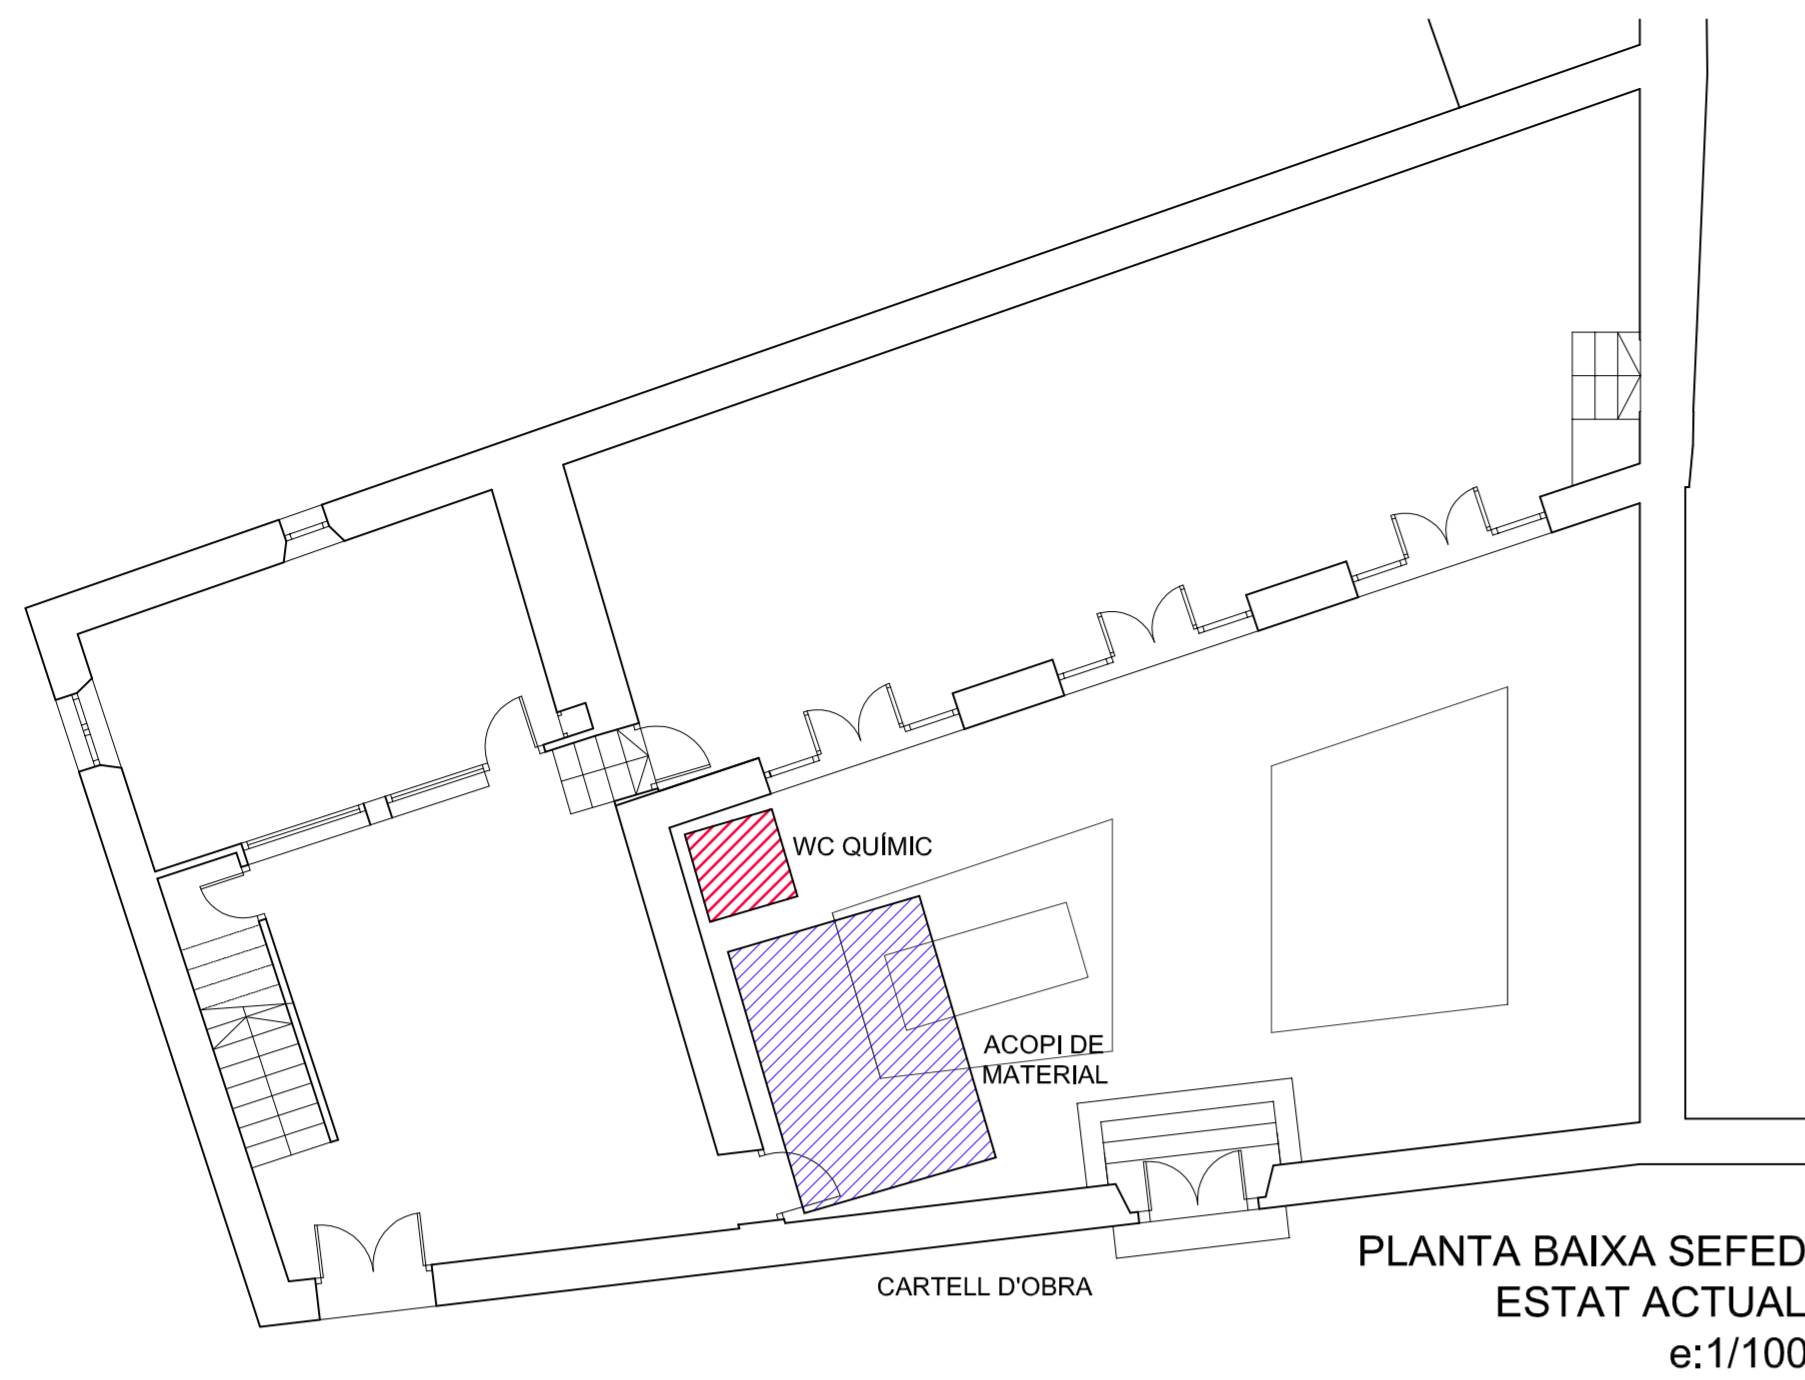 WC QUÍMIC
ACOPI DE
MATERIAL
CARTELL D'OBRA
PLANTA BAIXA SEFED
ESTAT ACTUAL
e:1/100